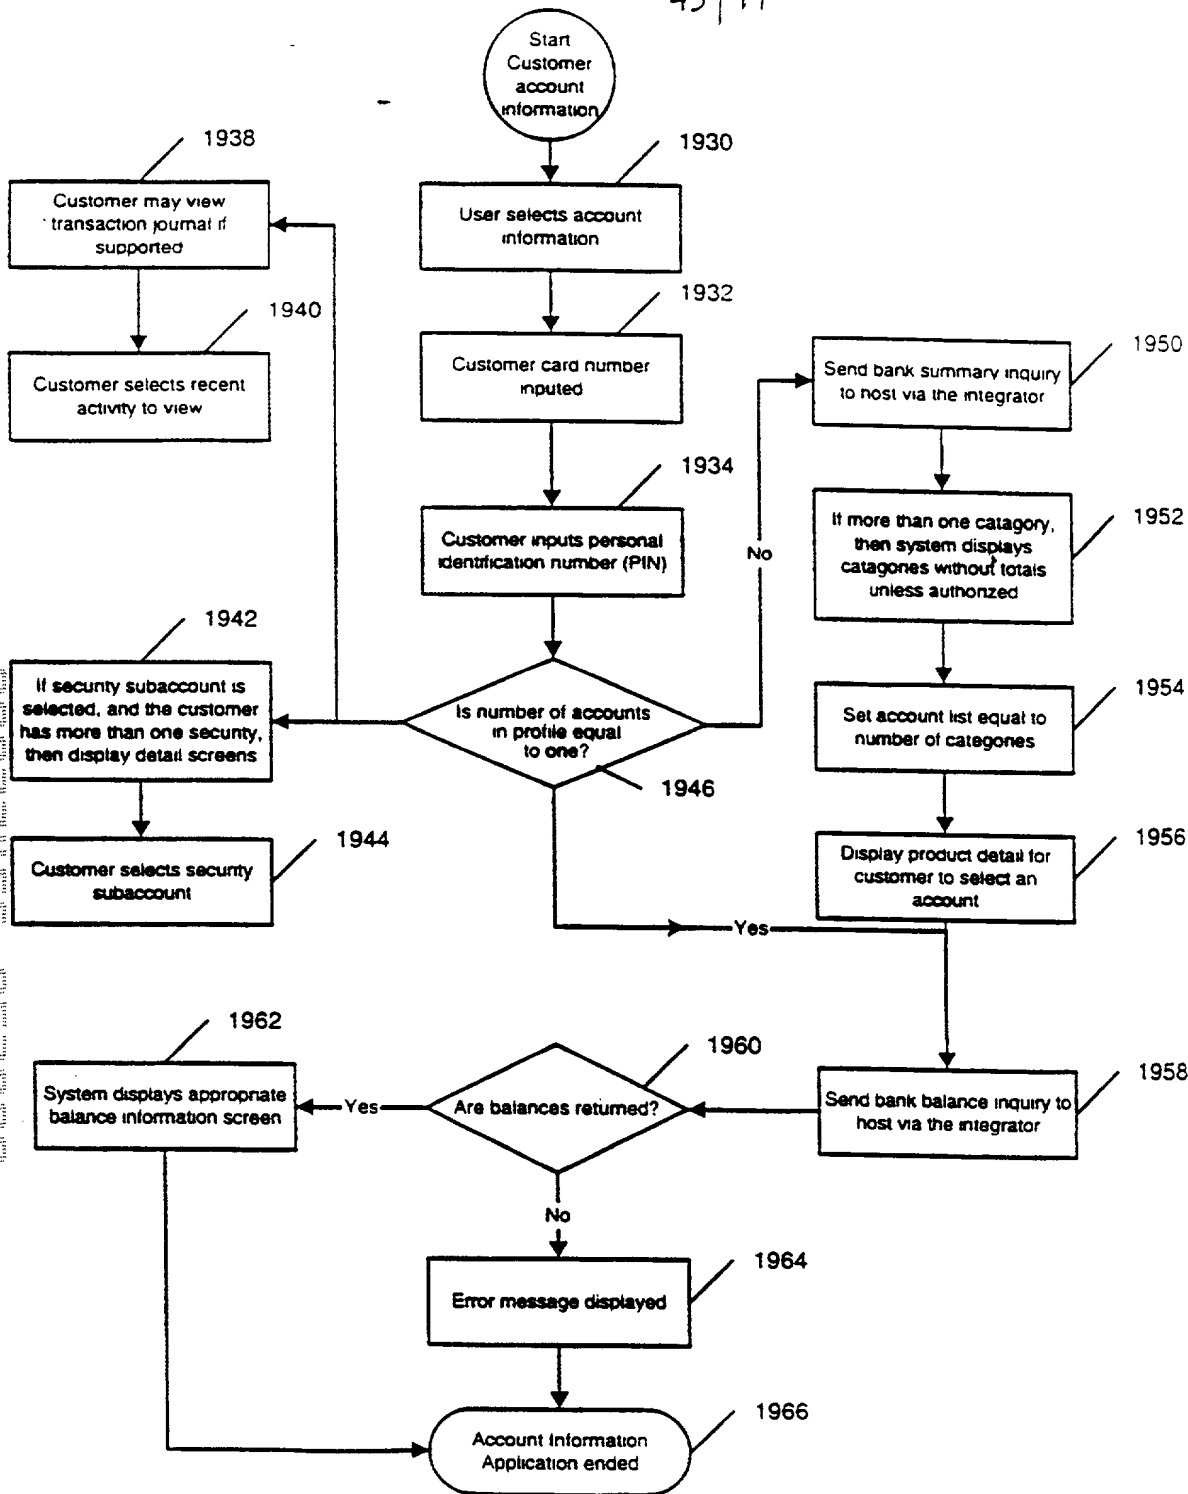 Start
Customer
account
information
1938
1930
Customer may view
transaction journal if
supported
User selects account
information
1940
1932
Customer selects recent
activity to view
Customer card number
inputed
1950
Send bank summary inquiry
to host via the integrator
1934
Customer inputs personal
identification number (PIN)
No
1952
If more than one catagory,
then system displays
catagories without totals
unless authorized
1942
If security subaccount is
selected, and the customer
has more than one security,
then display detail screens
Is number of accounts
in profile equal
to one?
1946
1954
Set account list equal to
number of categories
1944
Customer selects security
subaccount
1956
Display product detail for
customer to select an
account
Yes
1962
System displays appropriate
balance information screen
Yes
1960
Are balances returned?
1958
Send bank balance inquiry to
host via the integrator
No
1964
Error message displayed
1966
Account Information
Application ended